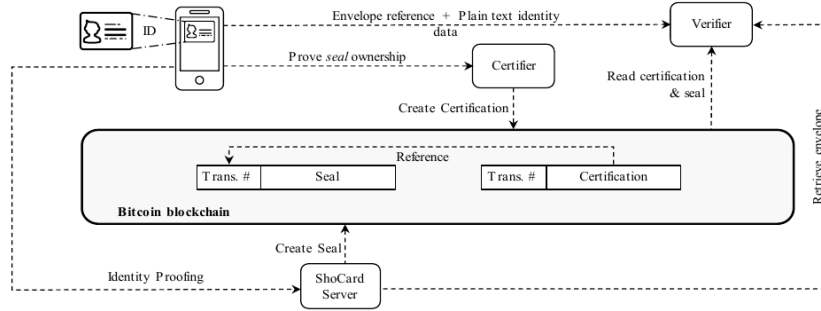 ID
Envelope reference + Plain text identity
data
Verifier
Prove seal ownership
Certifier
Read certification
& seal
Create Certification
Retrieve envelope
Reference
Trans. #
Seal
Trans. #
Certification
Bitcoin blockchain
Create Seal
Identity Proofing
ShoCard
Server